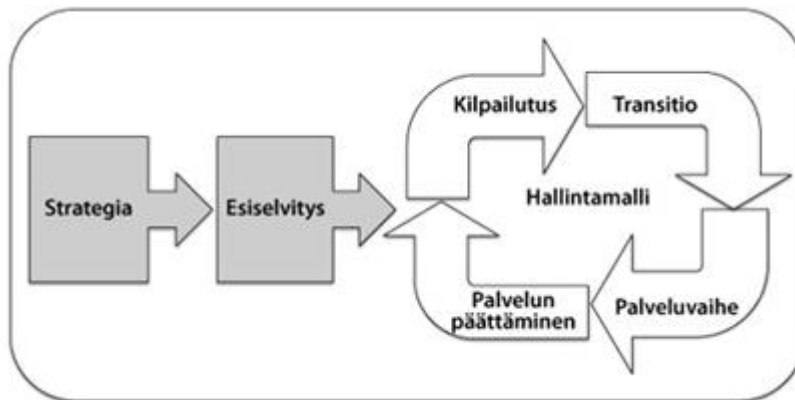 Kilpailutus
Transitio
Strategia
Esiselvitys
Hallintamalli
Palvelun
päättäminen
Palveluvaihe